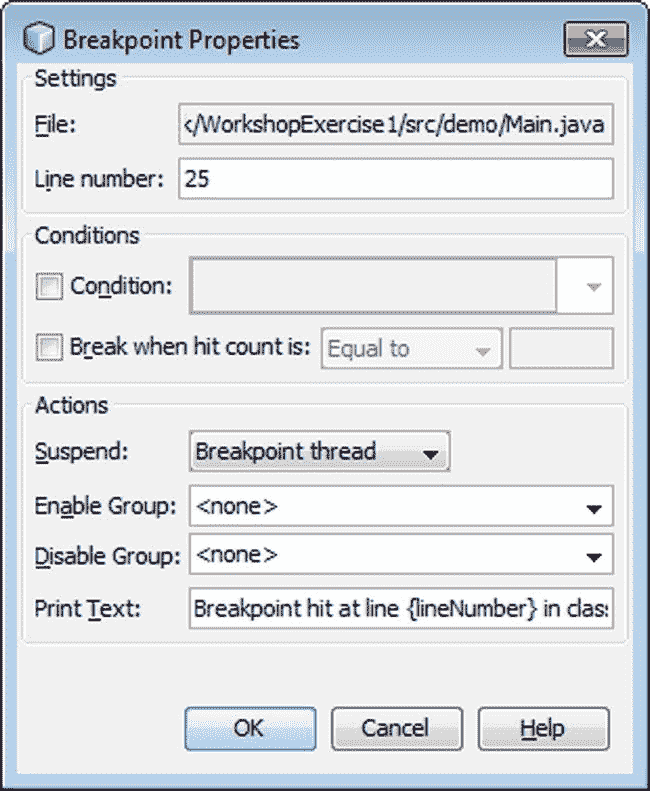 Breakpoint Properties
Settings
File: </WorkshopExercise1/src/demo/Main.java
Line number: 25
Conditions
Condition:
Break when hit count is: Equal to
Actions
Suspend: Breakpoint thread
Enable Group: <none>
Disable Group: <none>
Print Text: Breakpoint hit at line {lineNumber} in clas
OK Cancel Help